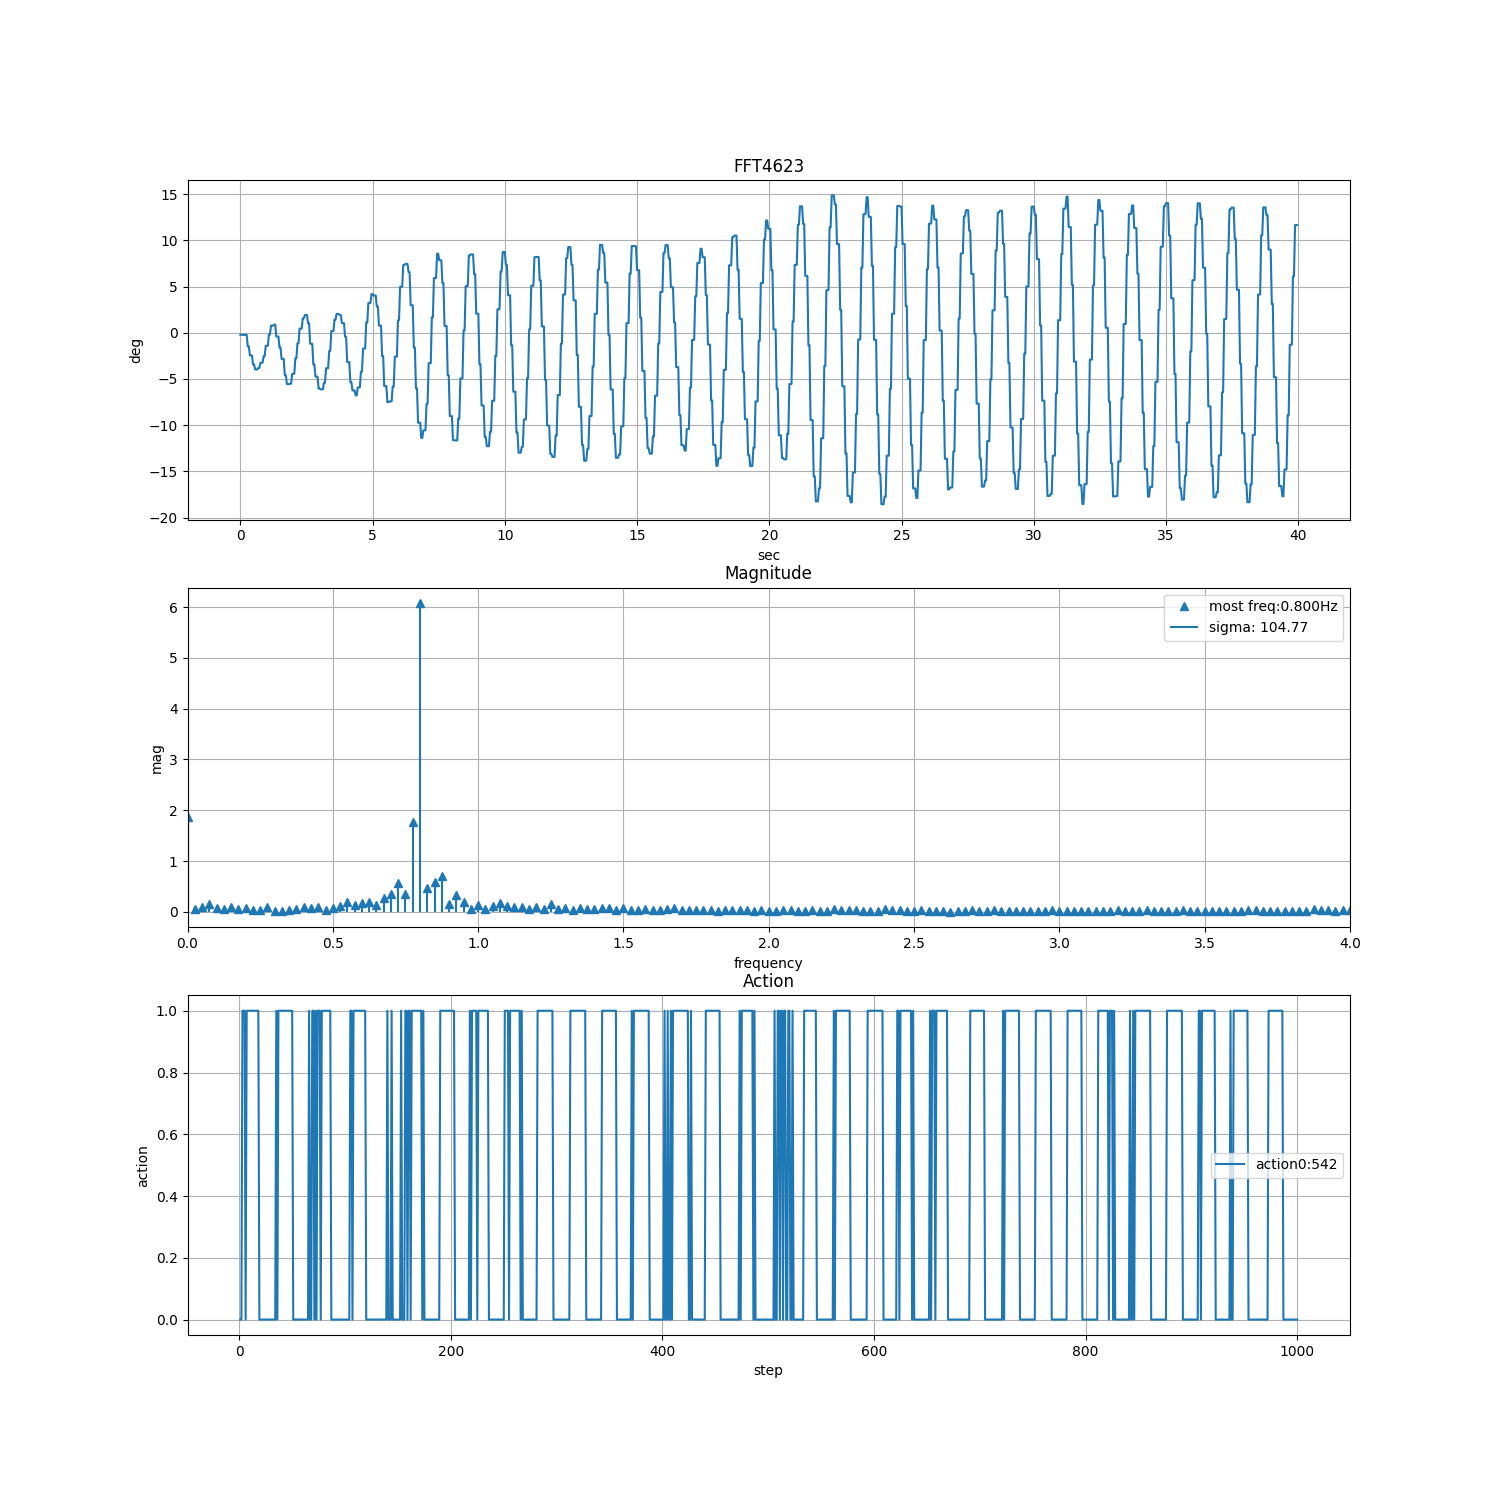 FFT4623
15
10
5
0
−5
−10
−15
−20
deg
0 5 10 15 20 25 30 35 40
sec
Magnitude
6
5
4
3
2
1
0
mag
most freq:0.800Hz
sigma: 104.77
0.0 0.5 1.0 1.5 2.0 2.5 3.0 3.5 4.0
frequency
Action
1.0
0.8
0.6
0.4
0.2
0.0
action
action0:542
0 200 400 600 800 1000
step